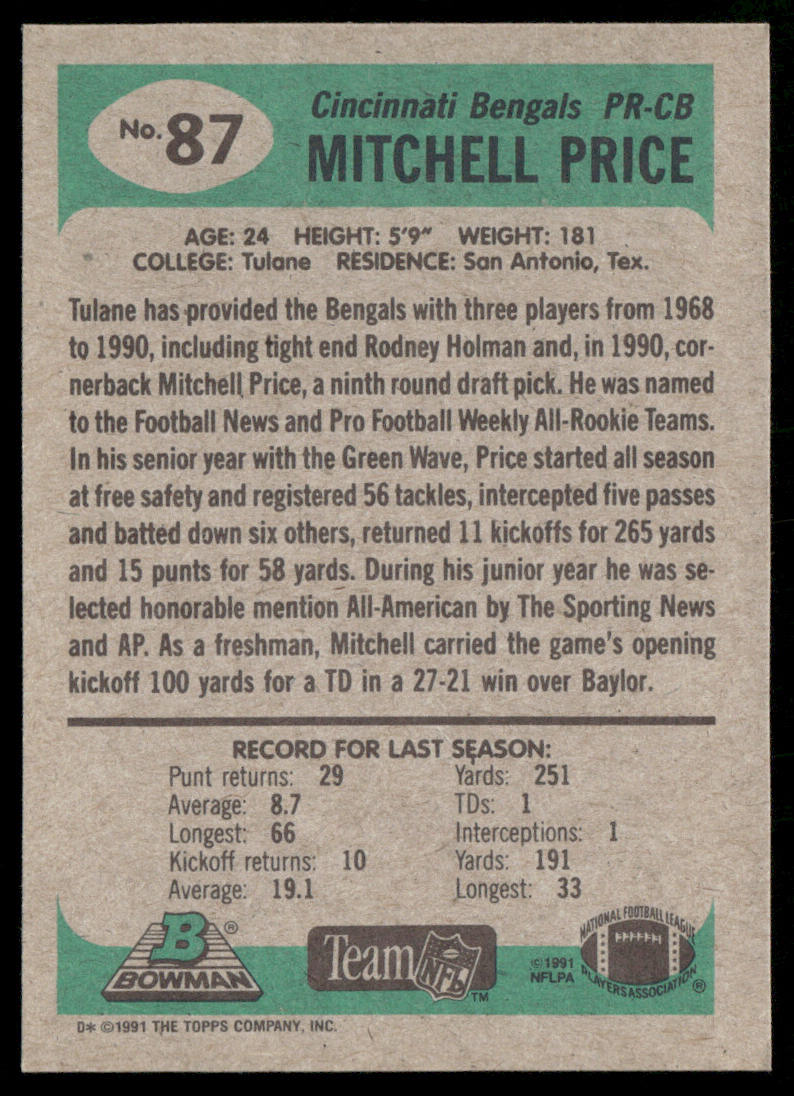 No. 87
Cincinnati Bengals PR-CB
MITCHELL PRICE
AGE: 24 HEIGHT: 5'9" WEIGHT: 181
COLLEGE: Tulane RESIDENCE: San Antonio, Tex.
Tulane has provided the Bengals with three players from 1968
to 1990, including tight end Rodney Holman and, in 1990, cor-
nerback Mitchell Price, a ninth round draft pick. He was named
to the Football News and Pro Football Weekly All-Rookie Teams.
In his senior year with the Green Wave, Price started all season
at free safety and registered 56 tackles, intercepted five passes
and batted down six others, returned 11 kickoffs for 265 yards
and 15 punts for 58 yards. During his junior year he was se-
lected honorable mention All-American by The Sporting News
and AP. As a freshman, Mitchell carried the game's opening
kickoff 100 yards for a TD in a 27-21 win over Baylor.
RECORD FOR LAST SEASON:
Punt returns: 29 Yards: 251
Average: 8.7 TDs: 1
Longest: 66 Interceptions: 1
Kickoff returns: 10 Yards: 191
Average: 19.1 Longest: 33
B ®
BOWMAN
Team NFL ™
©1991
NFLPA
NATIONAL FOOTBALL LEAGUE
PLAYERS ASSOCIATION ®
D* ©1991 THE TOPPS COMPANY, INC.